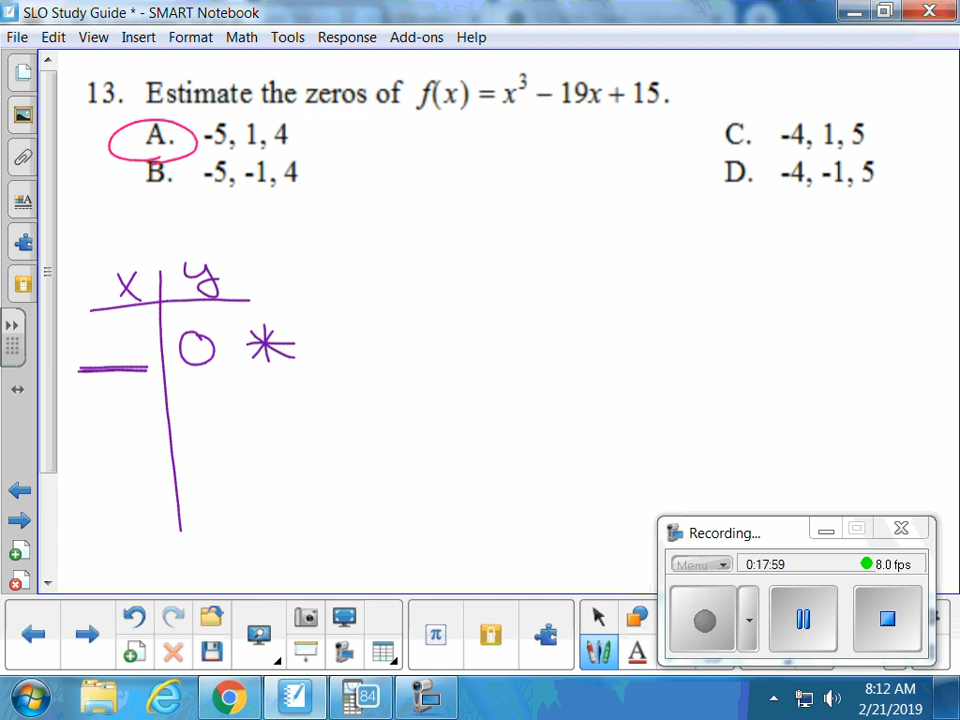 SLO Study Guide * - SMART Notebook
File Edit View Insert Format Math Tools Response Add-ons Help
13. Estimate the zeros of f(x) = x³ − 19x + 15.
A. -5, 1, 4
C. -4, 1, 5
B. -5, -1, 4
D. -4, -1, 5
x y
0 *
Recording...
Menu 0:17:59 8.0 fps
π
A
84
8:12 AM
2/21/2019